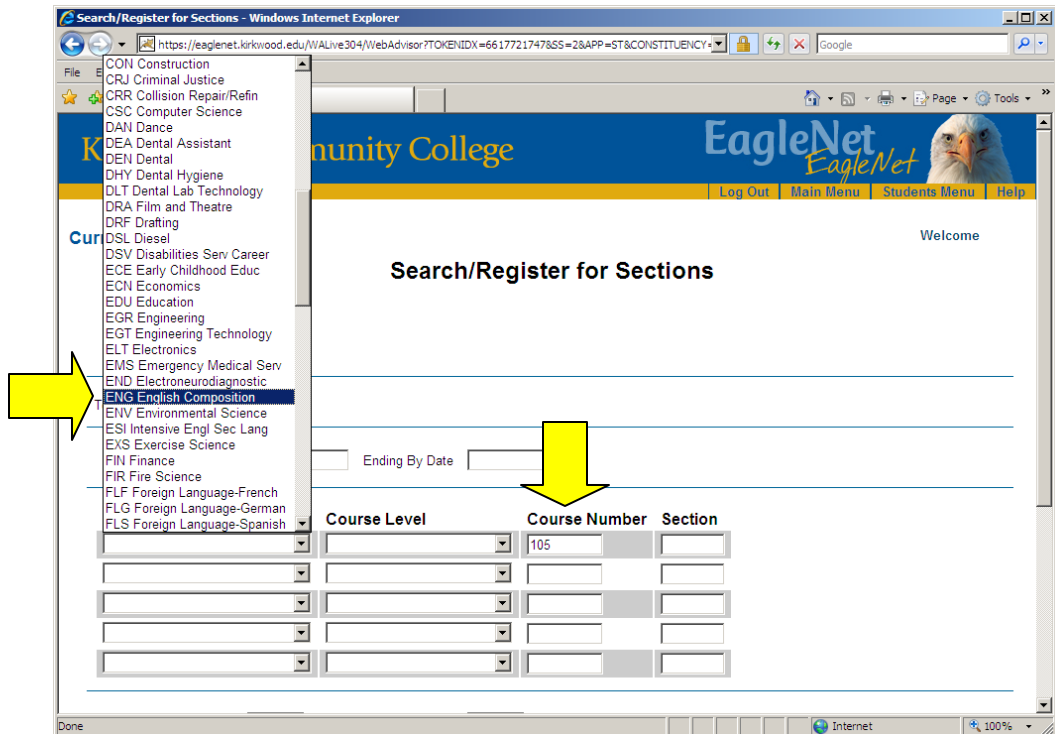 Search/Register for Sections - Windows Internet Explorer
https://eaglenet.kirkwood.edu/WALive304/WebAdvisor?TOKENIDX=6617721747&SS=2&APP=ST&CONSTITUENCY=
Google
File E
Page Tools »
K nunity College
EagleNet
EagleNet
Log Out Main Menu Students Menu Help
Curr
Welcome
Search/Register for Sections
CON Construction
CRJ Criminal Justice
CRR Collision Repair/Refin
CSC Computer Science
DAN Dance
DEA Dental Assistant
DEN Dental
DHY Dental Hygiene
DLT Dental Lab Technology
DRA Film and Theatre
DRF Drafting
DSL Diesel
DSV Disabilities Serv Career
ECE Early Childhood Educ
ECN Economics
EDU Education
EGR Engineering
EGT Engineering Technology
ELT Electronics
EMS Emergency Medical Serv
END Electroneurodiagnostic
ENG English Composition
ENV Environmental Science
ESI Intensive Engl Sec Lang
EXS Exercise Science
FIN Finance
FIR Fire Science
FLF Foreign Language-French
FLG Foreign Language-German
FLS Foreign Language-Spanish
T
Ending By Date
Course Level Course Number Section
105
Done Internet 100%